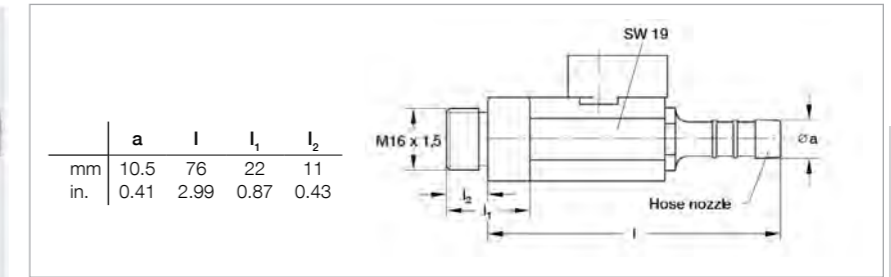 a l l₁ l₂
mm 10.5 76 22 11
in. 0.41 2.99 0.87 0.43
SW 19
M16 x 1,5
⌀a
l₂
l₁
Hose nozzle
l